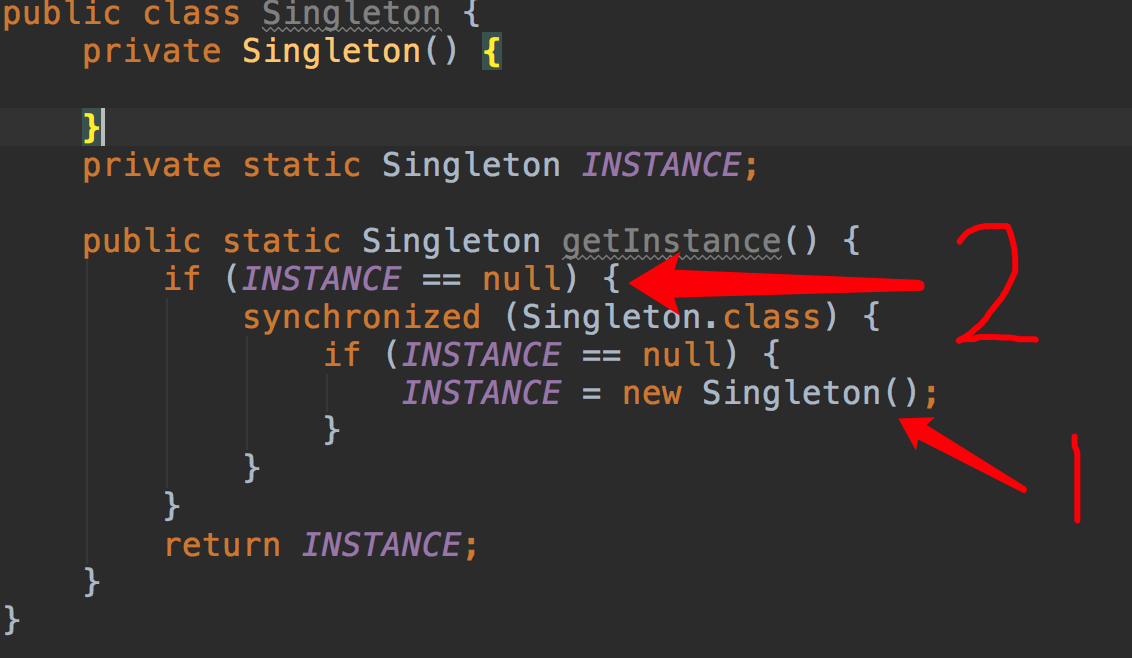 public class Singleton {
private Singleton() {
}
private static Singleton INSTANCE;
public static Singleton getInstance() {
if (INSTANCE == null) {
2
synchronized (Singleton.class) {
if (INSTANCE == null) {
INSTANCE = new Singleton();
1
}
}
}
return INSTANCE;
}
}